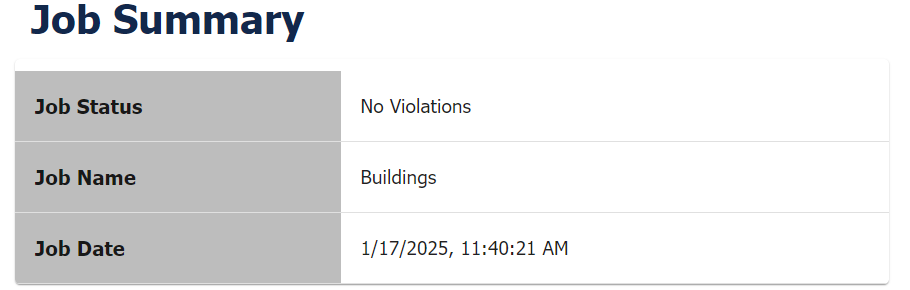 Job Summary
Job Status No Violations
Job Name Buildings
Job Date 1/17/2025, 11:40:21 AM